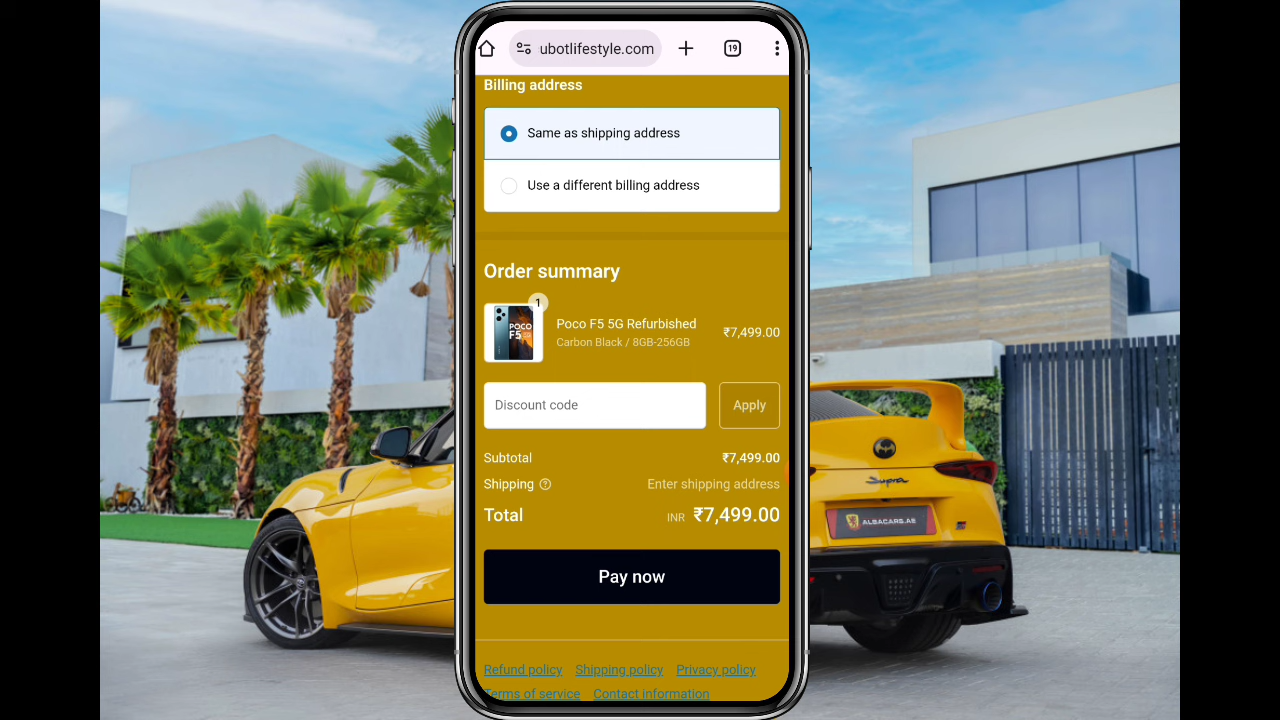 19
ubotlifestyle.com
Billing address
Same as shipping address
Use a different billing address
Order summary
1
POCO
F5
Poco F5 5G Refurbished
Carbon Black / 8GB-256GB
₹7,499.00
Discount code
Apply
Subtotal
₹7,499.00
Shipping
Enter shipping address
Total
INR ₹7,499.00
Pay now
Refund policy
Shipping policy
Privacy policy
Terms of service
Contact information
Supra
ALBACARS.AE